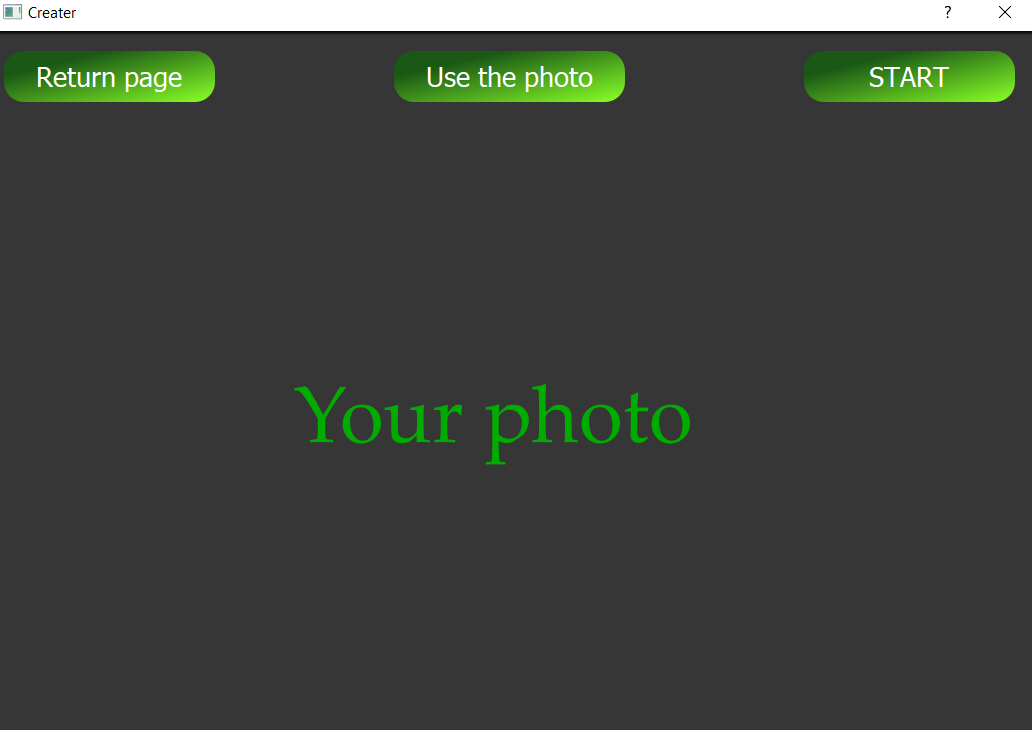 Creater
Return page
Use the photo
START
Your photo